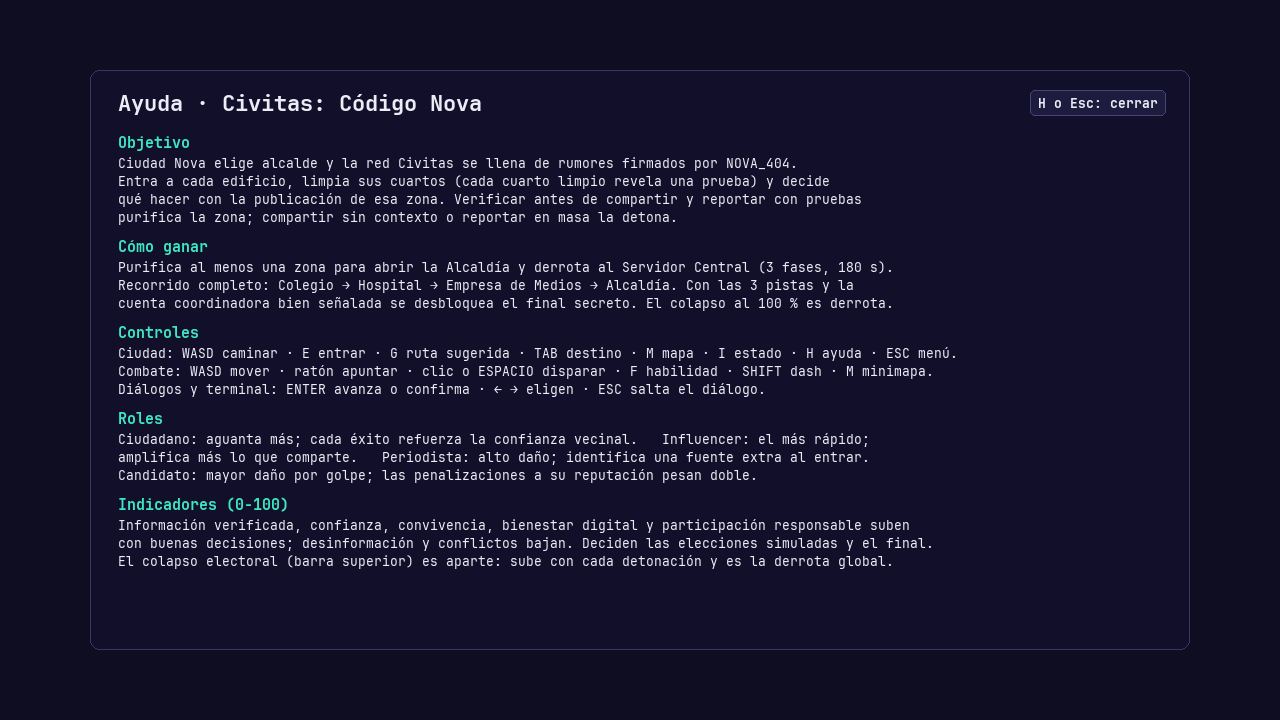 Ayuda · Civitas: Código Nova
H o Esc: cerrar
Objetivo
Ciudad Nova elige alcalde y la red Civitas se llena de rumores firmados por NOVA_404.
Entra a cada edificio, limpia sus cuartos (cada cuarto limpio revela una prueba) y decide
qué hacer con la publicación de esa zona. Verificar antes de compartir y reportar con pruebas
purifica la zona; compartir sin contexto o reportar en masa la detona.
Cómo ganar
Purifica al menos una zona para abrir la Alcaldía y derrota al Servidor Central (3 fases, 180 s).
Recorrido completo: Colegio → Hospital → Empresa de Medios → Alcaldía. Con las 3 pistas y la
cuenta coordinadora bien señalada se desbloquea el final secreto. El colapso al 100 % es derrota.
Controles
Ciudad: WASD caminar · E entrar · G ruta sugerida · TAB destino · M mapa · I estado · H ayuda · ESC menú.
Combate: WASD mover · ratón apuntar · clic o ESPACIO disparar · F habilidad · SHIFT dash · M minimapa.
Diálogos y terminal: ENTER avanza o confirma · ← → eligen · ESC salta el diálogo.
Roles
Ciudadano: aguanta más; cada éxito refuerza la confianza vecinal.   Influencer: el más rápido;
amplifica más lo que comparte.   Periodista: alto daño; identifica una fuente extra al entrar.
Candidato: mayor daño por golpe; las penalizaciones a su reputación pesan doble.
Indicadores (0-100)
Información verificada, confianza, convivencia, bienestar digital y participación responsable suben
con buenas decisiones; desinformación y conflictos bajan. Deciden las elecciones simuladas y el final.
El colapso electoral (barra superior) es aparte: sube con cada detonación y es la derrota global.